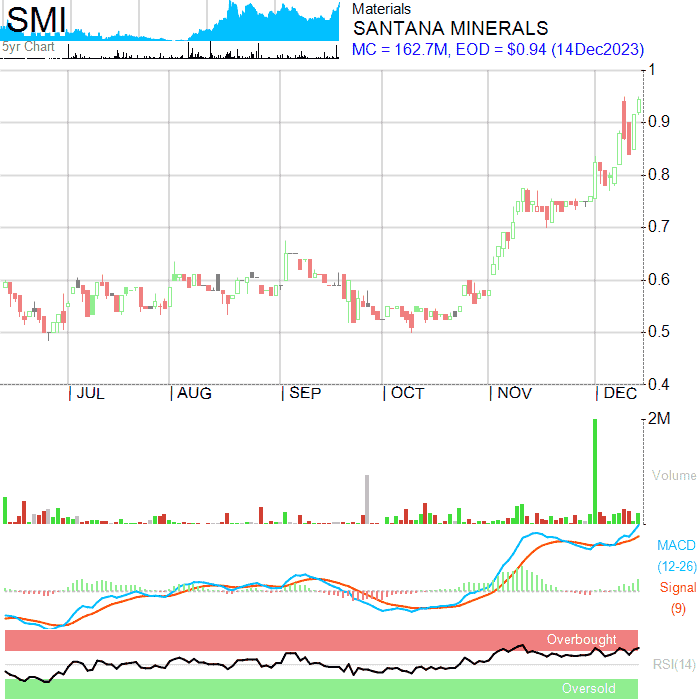 SMI
5yr Chart
Materials
SANTANA MINERALS
MC = 162.7M, EOD = $0.94 (14Dec2023)
1
0.9
0.8
0.7
0.6
0.5
0.4
JUL AUG SEP OCT NOV DEC
2M
Volume
MACD
(12-26)
Signal
(9)
Overbought
RSI(14)
Oversold